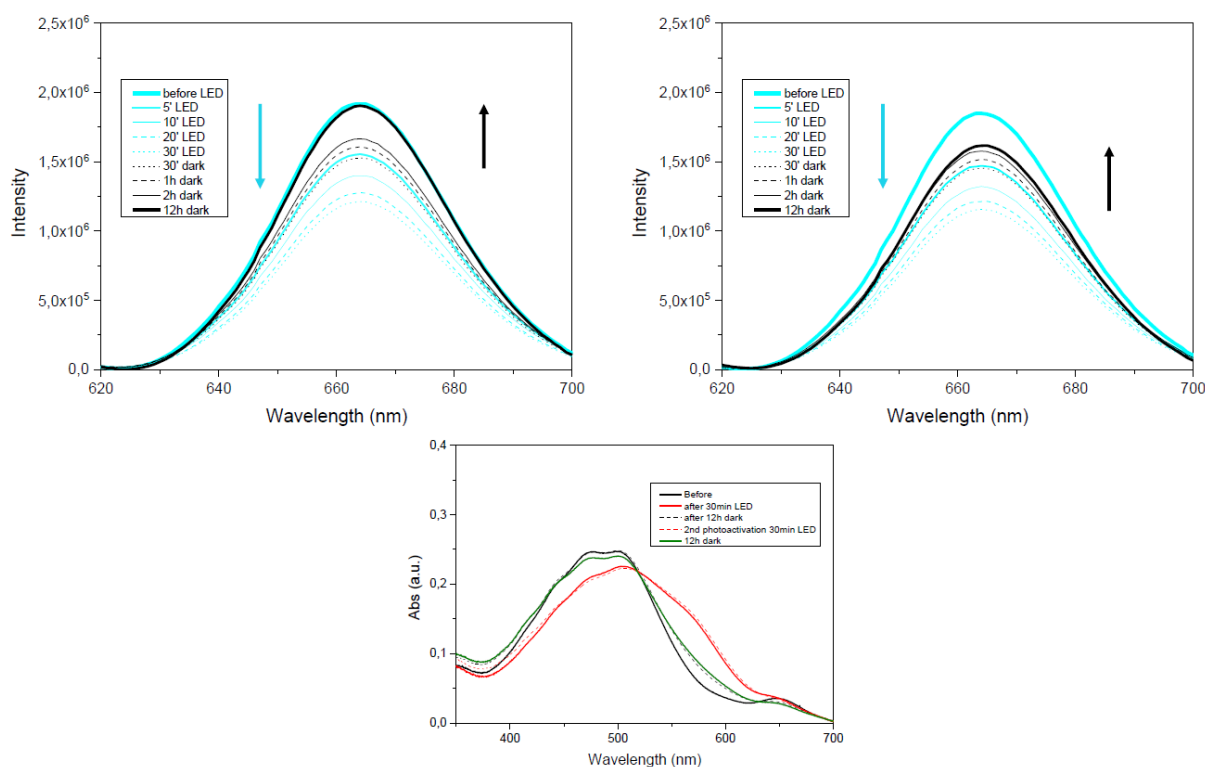 2,5x10⁶
2,0x10⁶
1,5x10⁶
1,0x10⁶
5,0x10⁵
0,0
Intensity
before LED
5' LED
10' LED
20' LED
30' LED
30' dark
1h dark
2h dark
12h dark
620
640
660
680
700
Wavelength (nm)
2,5x10⁶
2,0x10⁶
1,5x10⁶
1,0x10⁶
5,0x10⁵
0,0
Intensity
before LED
5' LED
10' LED
20' LED
30' LED
30' dark
1h dark
2h dark
12h dark
620
640
660
680
700
Wavelength (nm)
0,4
0,3
0,2
0,1
0,0
Abs (a.u.)
Before
after 30min LED
after 12h dark
2nd photoactivation 30min LED
12h dark
400
500
600
700
Wavelength (nm)